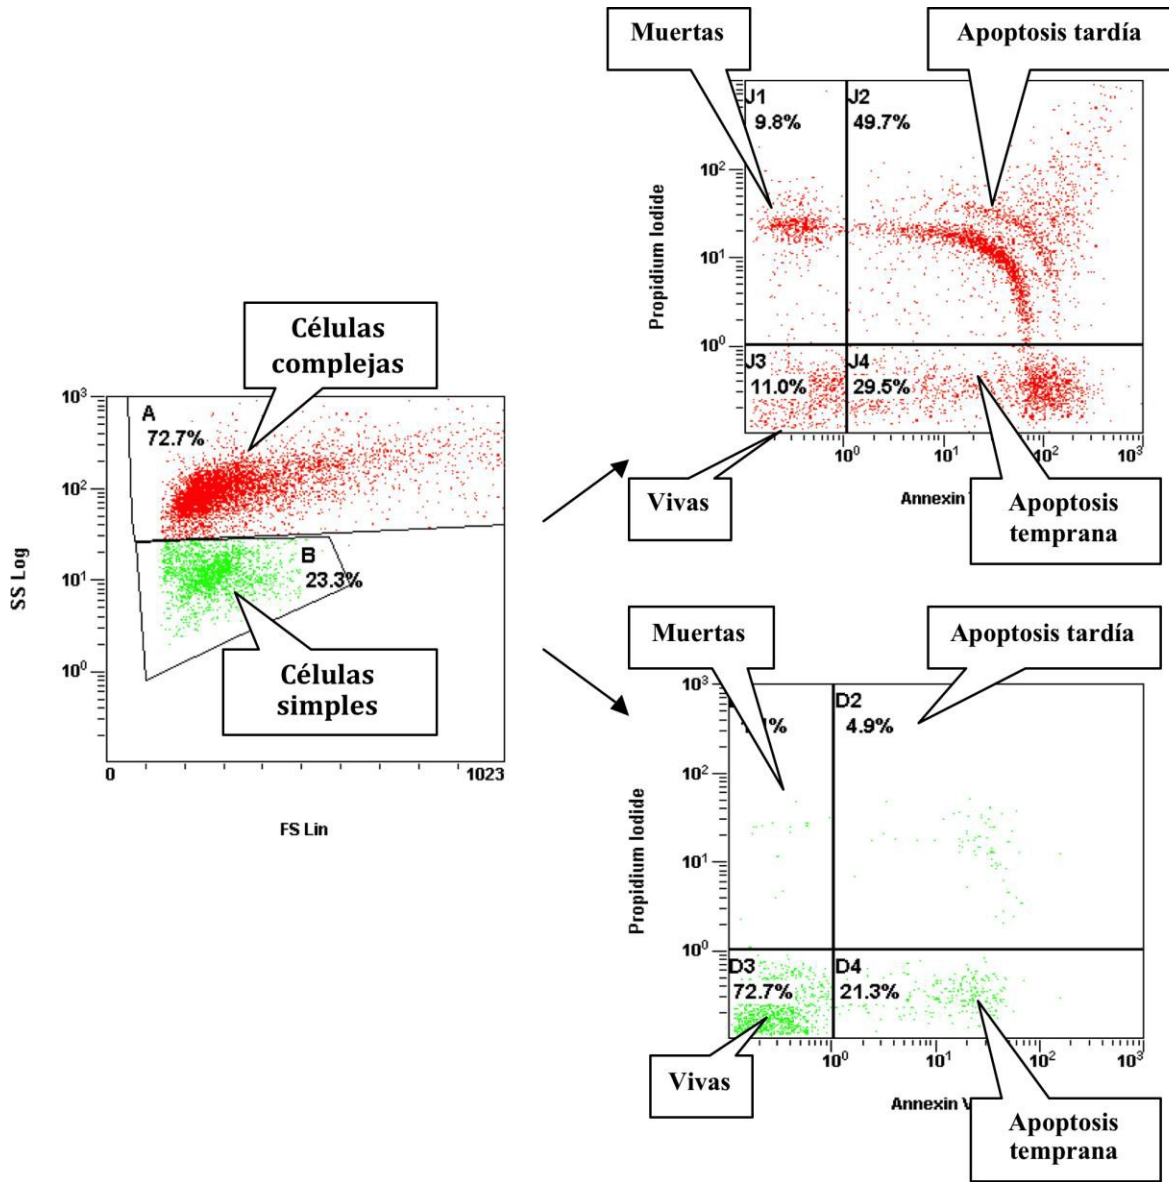 Muertas
Apoptosis tardía
J1
9.8%
J2
49.7%
10²
10¹
10⁰
Propidium Iodide
J3
11.0%
J4
29.5%
10⁰
10¹
10²
10³
Annexin
Vivas
Apoptosis
temprana
Células
complejas
10³
A
72.7%
10²
10¹
10⁰
SS Log
B
23.3%
Células
simples
0
1023
FS Lin
Muertas
Apoptosis tardía
10³
D2
4.9%
10²
10¹
10⁰
Propidium Iodide
D3
72.7%
D4
21.3%
10⁰
10¹
10²
10³
Annexin V
Vivas
Apoptosis
temprana